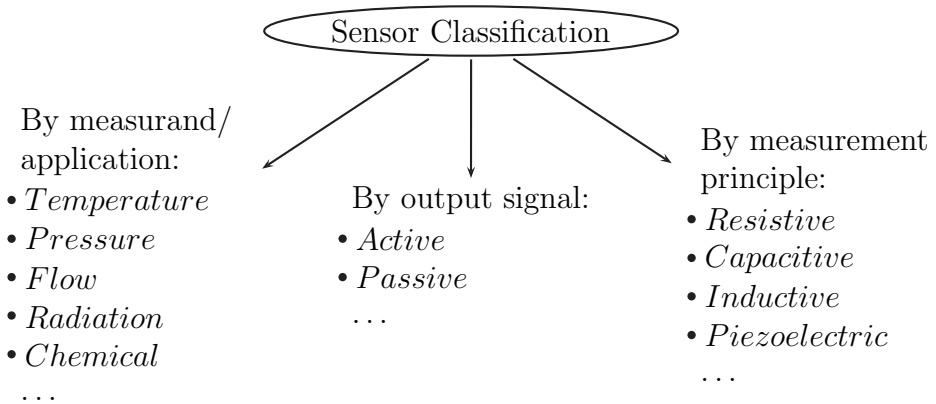 Sensor Classification
By measurand/
application:
• Temperature
• Pressure
• Flow
• Radiation
• Chemical
...
By output signal:
• Active
• Passive
...
By measurement
principle:
• Resistive
• Capacitive
• Inductive
• Piezoelectric
...